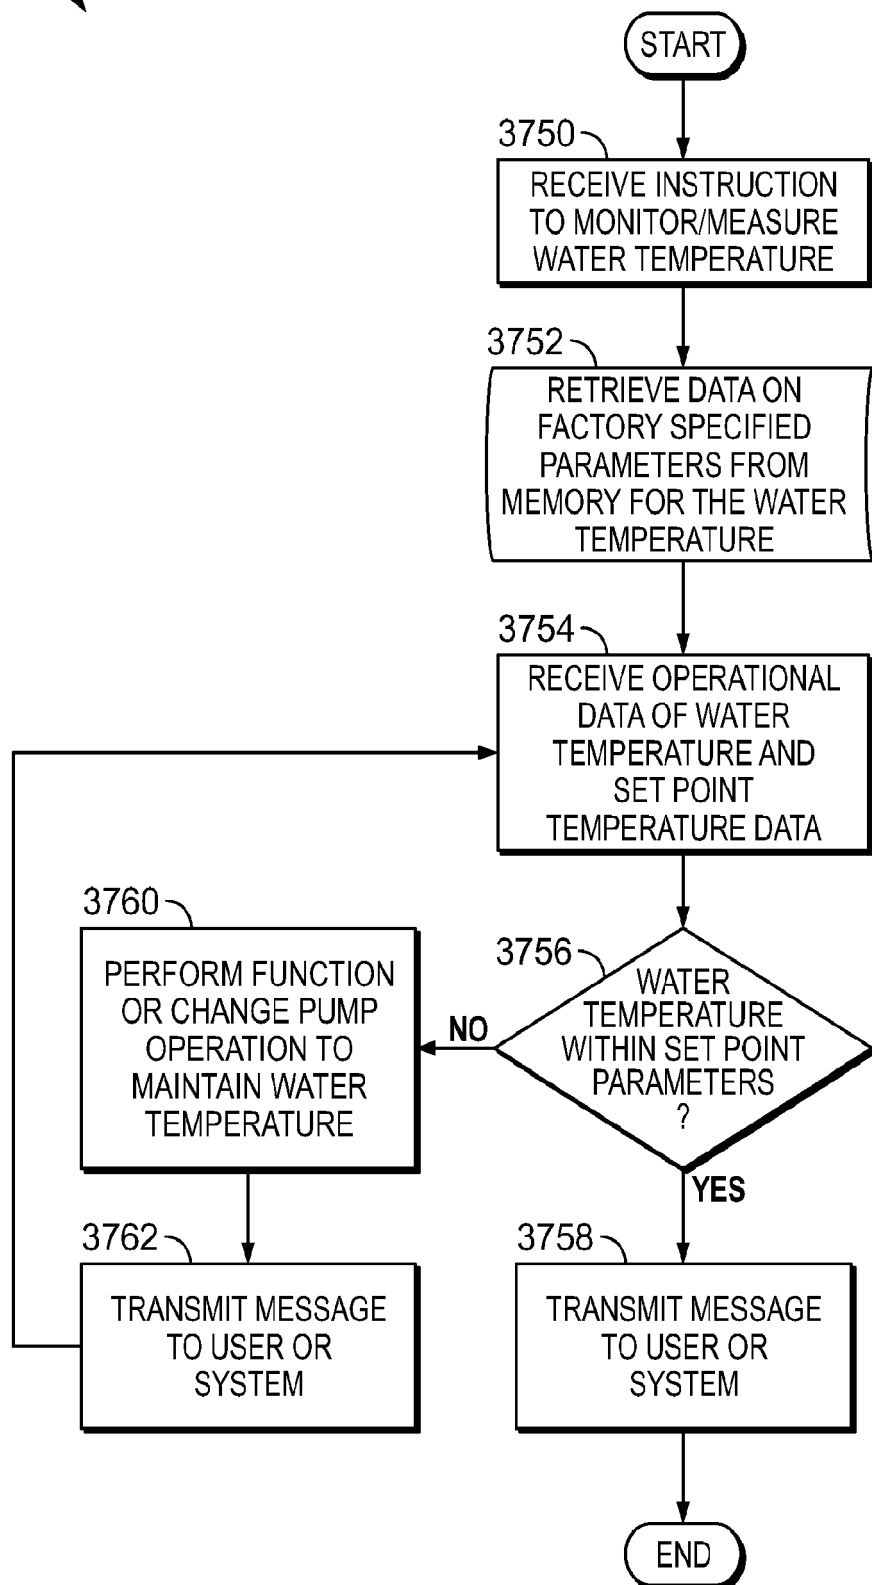 START
3750
RECEIVE INSTRUCTION
TO MONITOR/MEASURE
WATER TEMPERATURE
3752
RETRIEVE DATA ON
FACTORY SPECIFIED
PARAMETERS FROM
MEMORY FOR THE WATER
TEMPERATURE
3754
RECEIVE OPERATIONAL
DATA OF WATER
TEMPERATURE AND
SET POINT
TEMPERATURE DATA
3756
WATER
TEMPERATURE
WITHIN SET POINT
PARAMETERS
?
NO
3760
PERFORM FUNCTION
OR CHANGE PUMP
OPERATION TO
MAINTAIN WATER
TEMPERATURE
3762
TRANSMIT MESSAGE
TO USER OR
SYSTEM
YES
3758
TRANSMIT MESSAGE
TO USER OR
SYSTEM
END